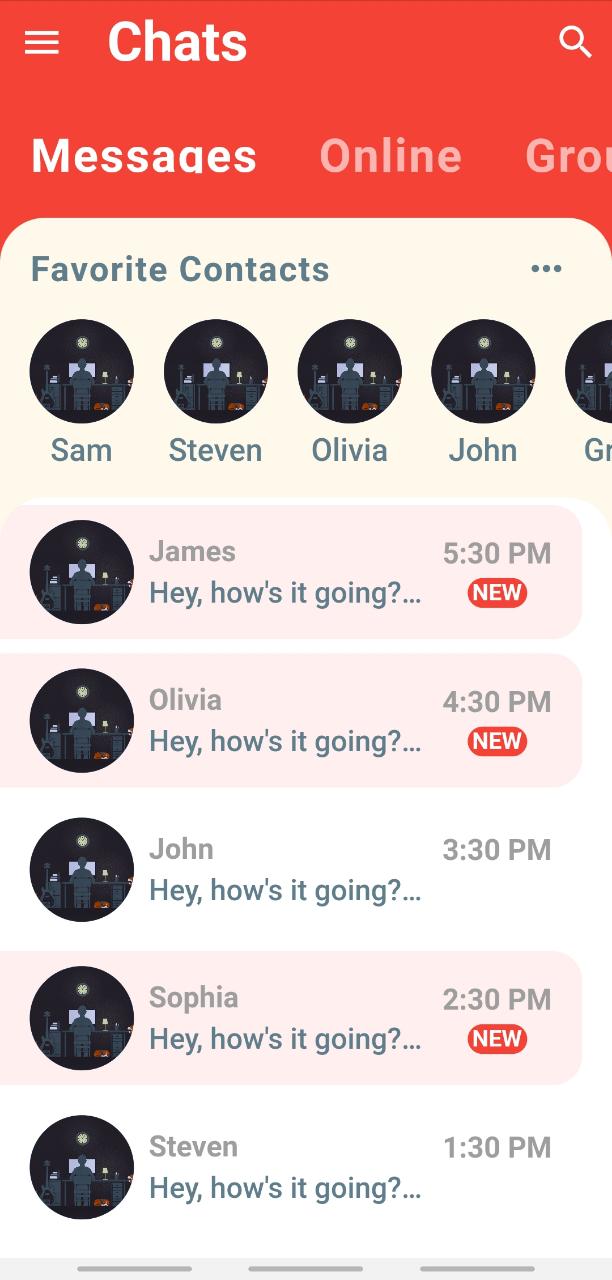 Chats
Messages Online Grou
Favorite Contacts
Sam Steven Olivia John Gr
James 5:30 PM
Hey, how's it going?... NEW
Olivia 4:30 PM
Hey, how's it going?... NEW
John 3:30 PM
Hey, how's it going?...
Sophia 2:30 PM
Hey, how's it going?... NEW
Steven 1:30 PM
Hey, how's it going?...